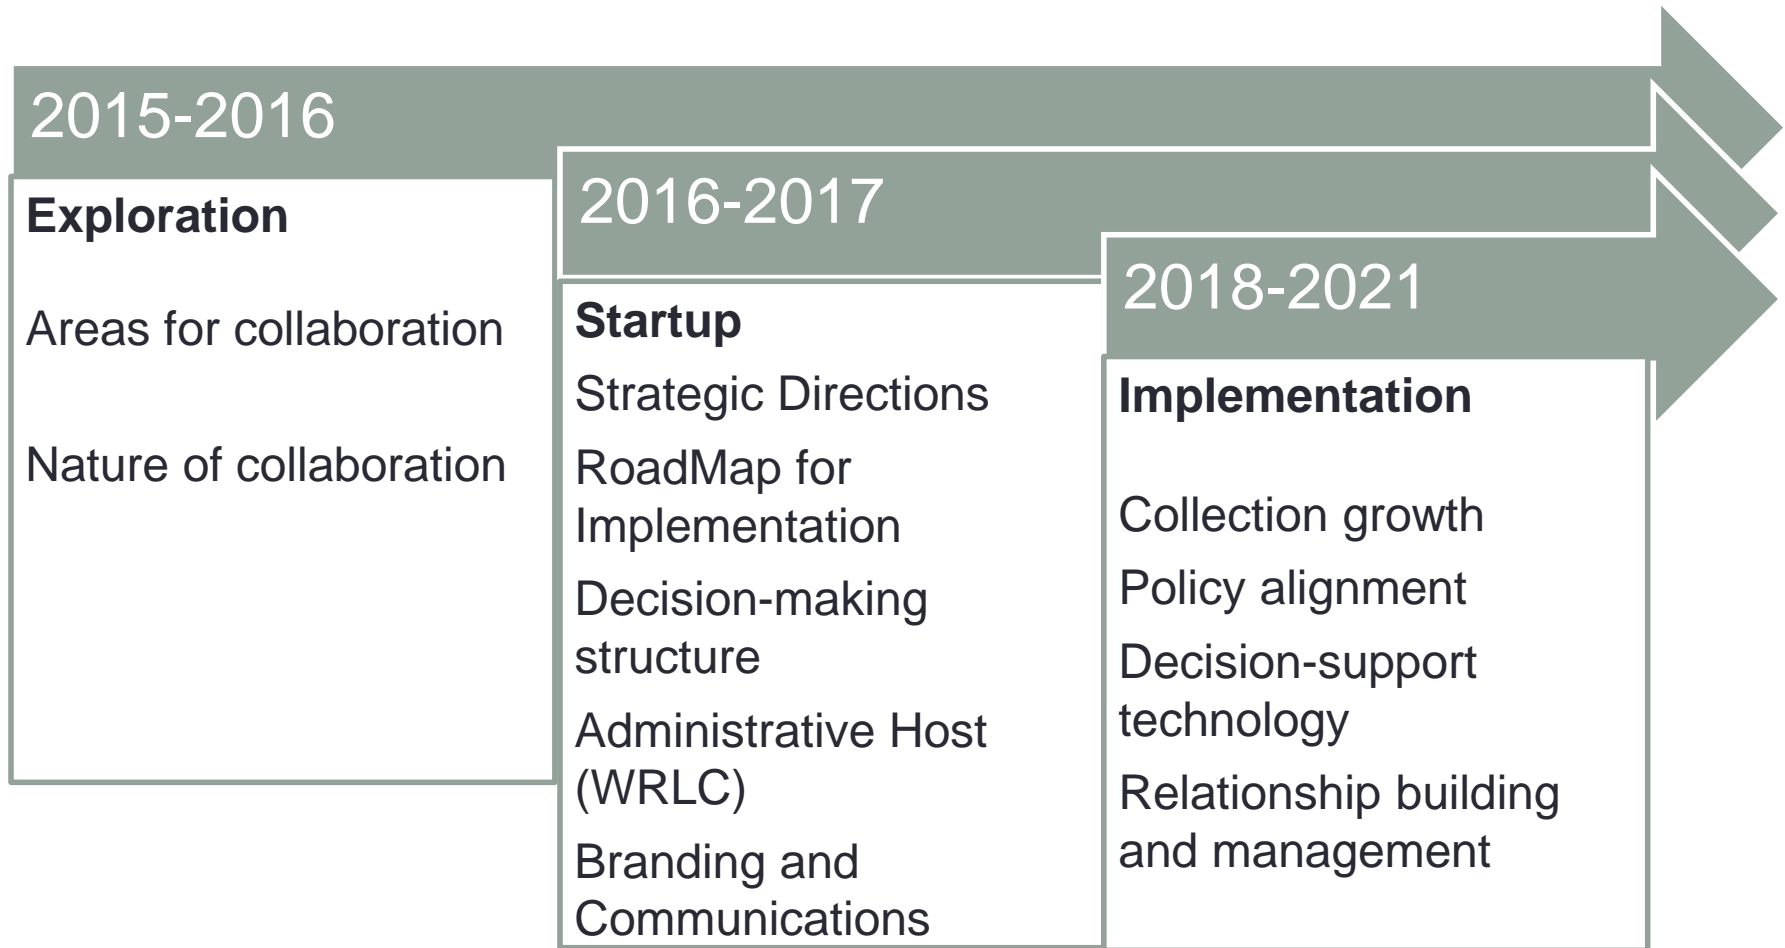 2015-2016
Exploration
Areas for collaboration
Nature of collaboration
2016-2017
Startup
Strategic Directions
RoadMap for
Implementation
Decision-making
structure
Administrative Host
(WRLC)
Branding and
Communications
2018-2021
Implementation
Collection growth
Policy alignment
Decision-support
technology
Relationship building
and management